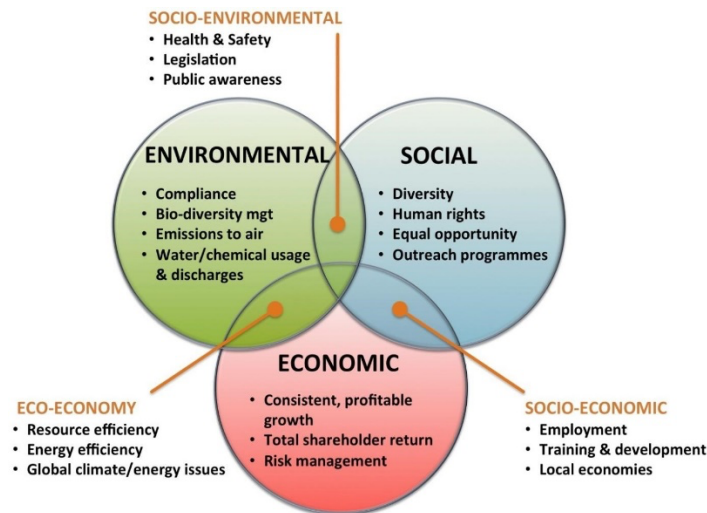 SOCIO-ENVIRONMENTAL
• Health & Safety
• Legislation
• Public awareness
ENVIRONMENTAL
• Compliance
• Bio-diversity mgt
• Emissions to air
• Water/chemical usage
& discharges
SOCIAL
• Diversity
• Human rights
• Equal opportunity
• Outreach programmes
ECONOMIC
• Consistent, profitable
growth
• Total shareholder return
• Risk management
ECO-ECONOMY
• Resource efficiency
• Energy efficiency
• Global climate/energy issues
SOCIO-ECONOMIC
• Employment
• Training & development
• Local economies